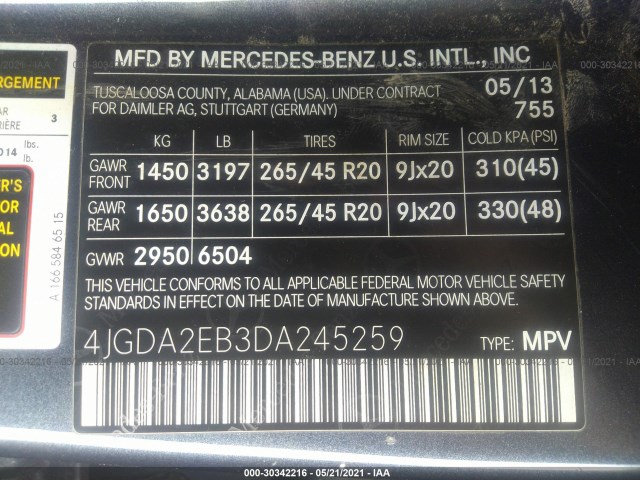 MFD BY MERCEDES-BENZ U.S. INTL., INC
TUSCALOOSA COUNTY, ALABAMA (USA). UNDER CONTRACT 05/13
FOR DAIMLER AG, STUTTGART (GERMANY) 755
KG LB TIRES RIM SIZE COLD KPA (PSI)
GAWR FRONT 1450 3197 265/45 R20 9Jx20 310(45)
GAWR REAR 1650 3638 265/45 R20 9Jx20 330(48)
GVWR 2950 6504
THIS VEHICLE CONFORMS TO ALL APPLICABLE FEDERAL MOTOR VEHICLE SAFETY
STANDARDS IN EFFECT ON THE DATE OF MANUFACTURE SHOWN ABOVE.
4JGDA2EB3DA245259 TYPE: MPV
A 166 584 65 15
3
lbs.
lb.
000-30342216 - 05/21/2021 - IAA